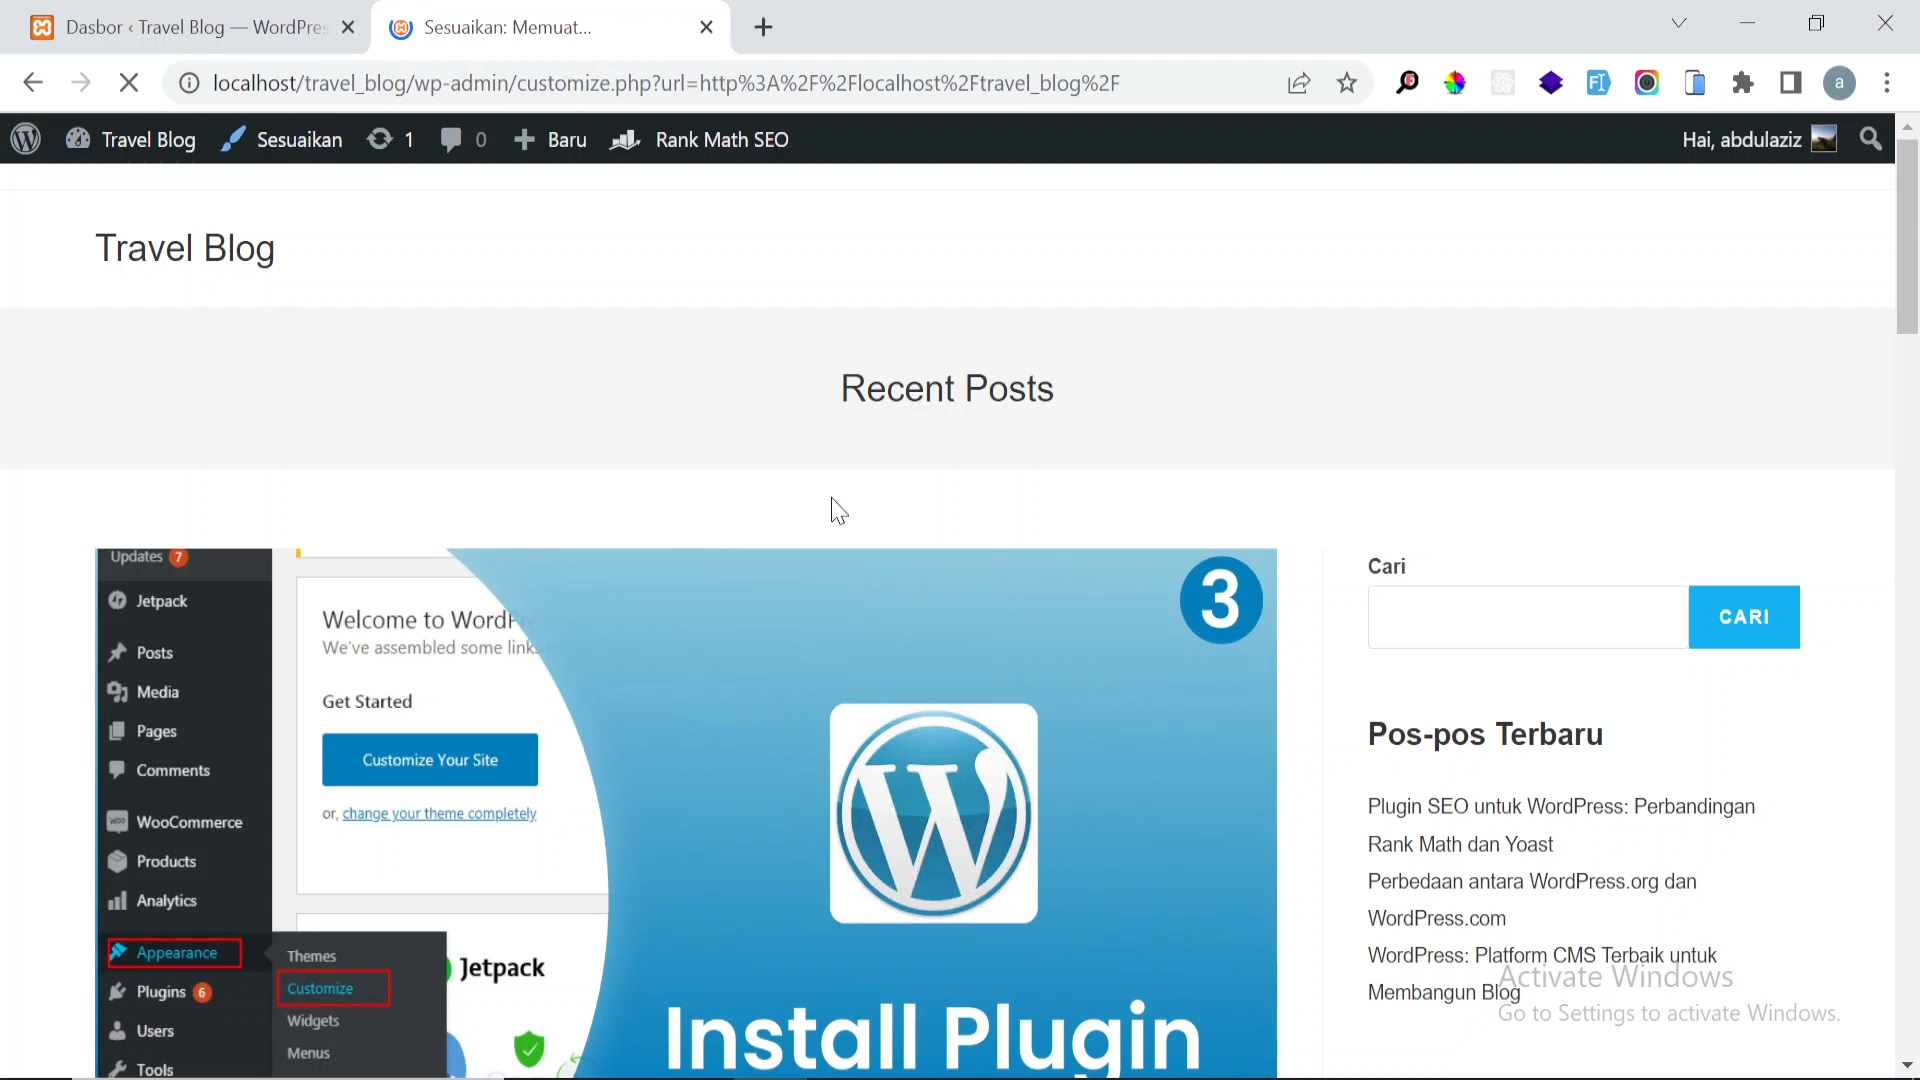 Dasbor ‹ Travel Blog — WordPres
Sesuaikan: Memuat...
localhost/travel_blog/wp-admin/customize.php?url=http%3A%2F%2Flocalhost%2Ftravel_blog%2F
a
Travel Blog
Sesuaikan
1
0
Baru
Rank Math SEO
Hai, abdulaziz
Travel Blog
Recent Posts
Updates 7
Jetpack
Posts
Media
Pages
Comments
WooCommerce
Products
Analytics
Appearance
Plugins 6
Users
Tools
Themes
Customize
Widgets
Menus
Welcome to WordPre
We've assembled some links
Get Started
Customize Your Site
or, change your theme completely
Jetpack
3
Install Plugin
Cari
CARI
Pos-pos Terbaru
Plugin SEO untuk WordPress: Perbandingan
Rank Math dan Yoast
Perbedaan antara WordPress.org dan
WordPress.com
WordPress: Platform CMS Terbaik untuk
Membangun Blog
Activate Windows
Go to Settings to activate Windows.